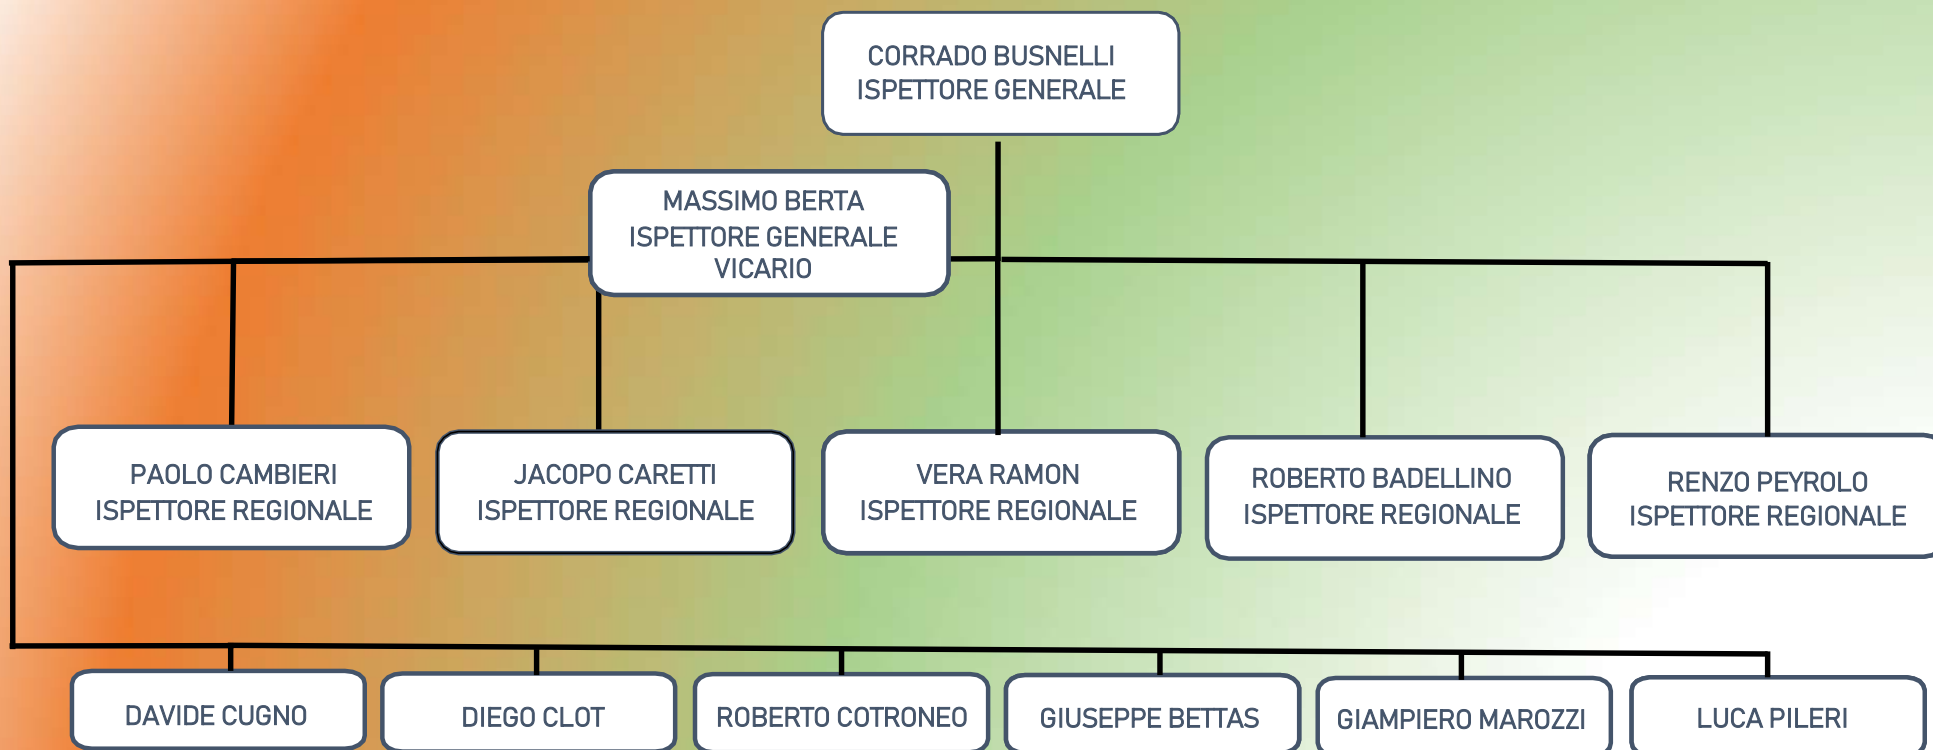 CORRADO BUSNELLI
ISPETTORE GENERALE
MASSIMO BERTA
ISPETTORE GENERALE
VICARIO
PAOLO CAMBIERI
ISPETTORE REGIONALE
JACOPO CARETTI
ISPETTORE REGIONALE
VERA RAMON
ISPETTORE REGIONALE
ROBERTO BADELLINO
ISPETTORE REGIONALE
RENZO PEYROLO
ISPETTORE REGIONALE
DAVIDE CUGNO
DIEGO CLOT
ROBERTO COTRONEO
GIUSEPPE BETTAS
GIAMPIERO MAROZZI
LUCA PILERI